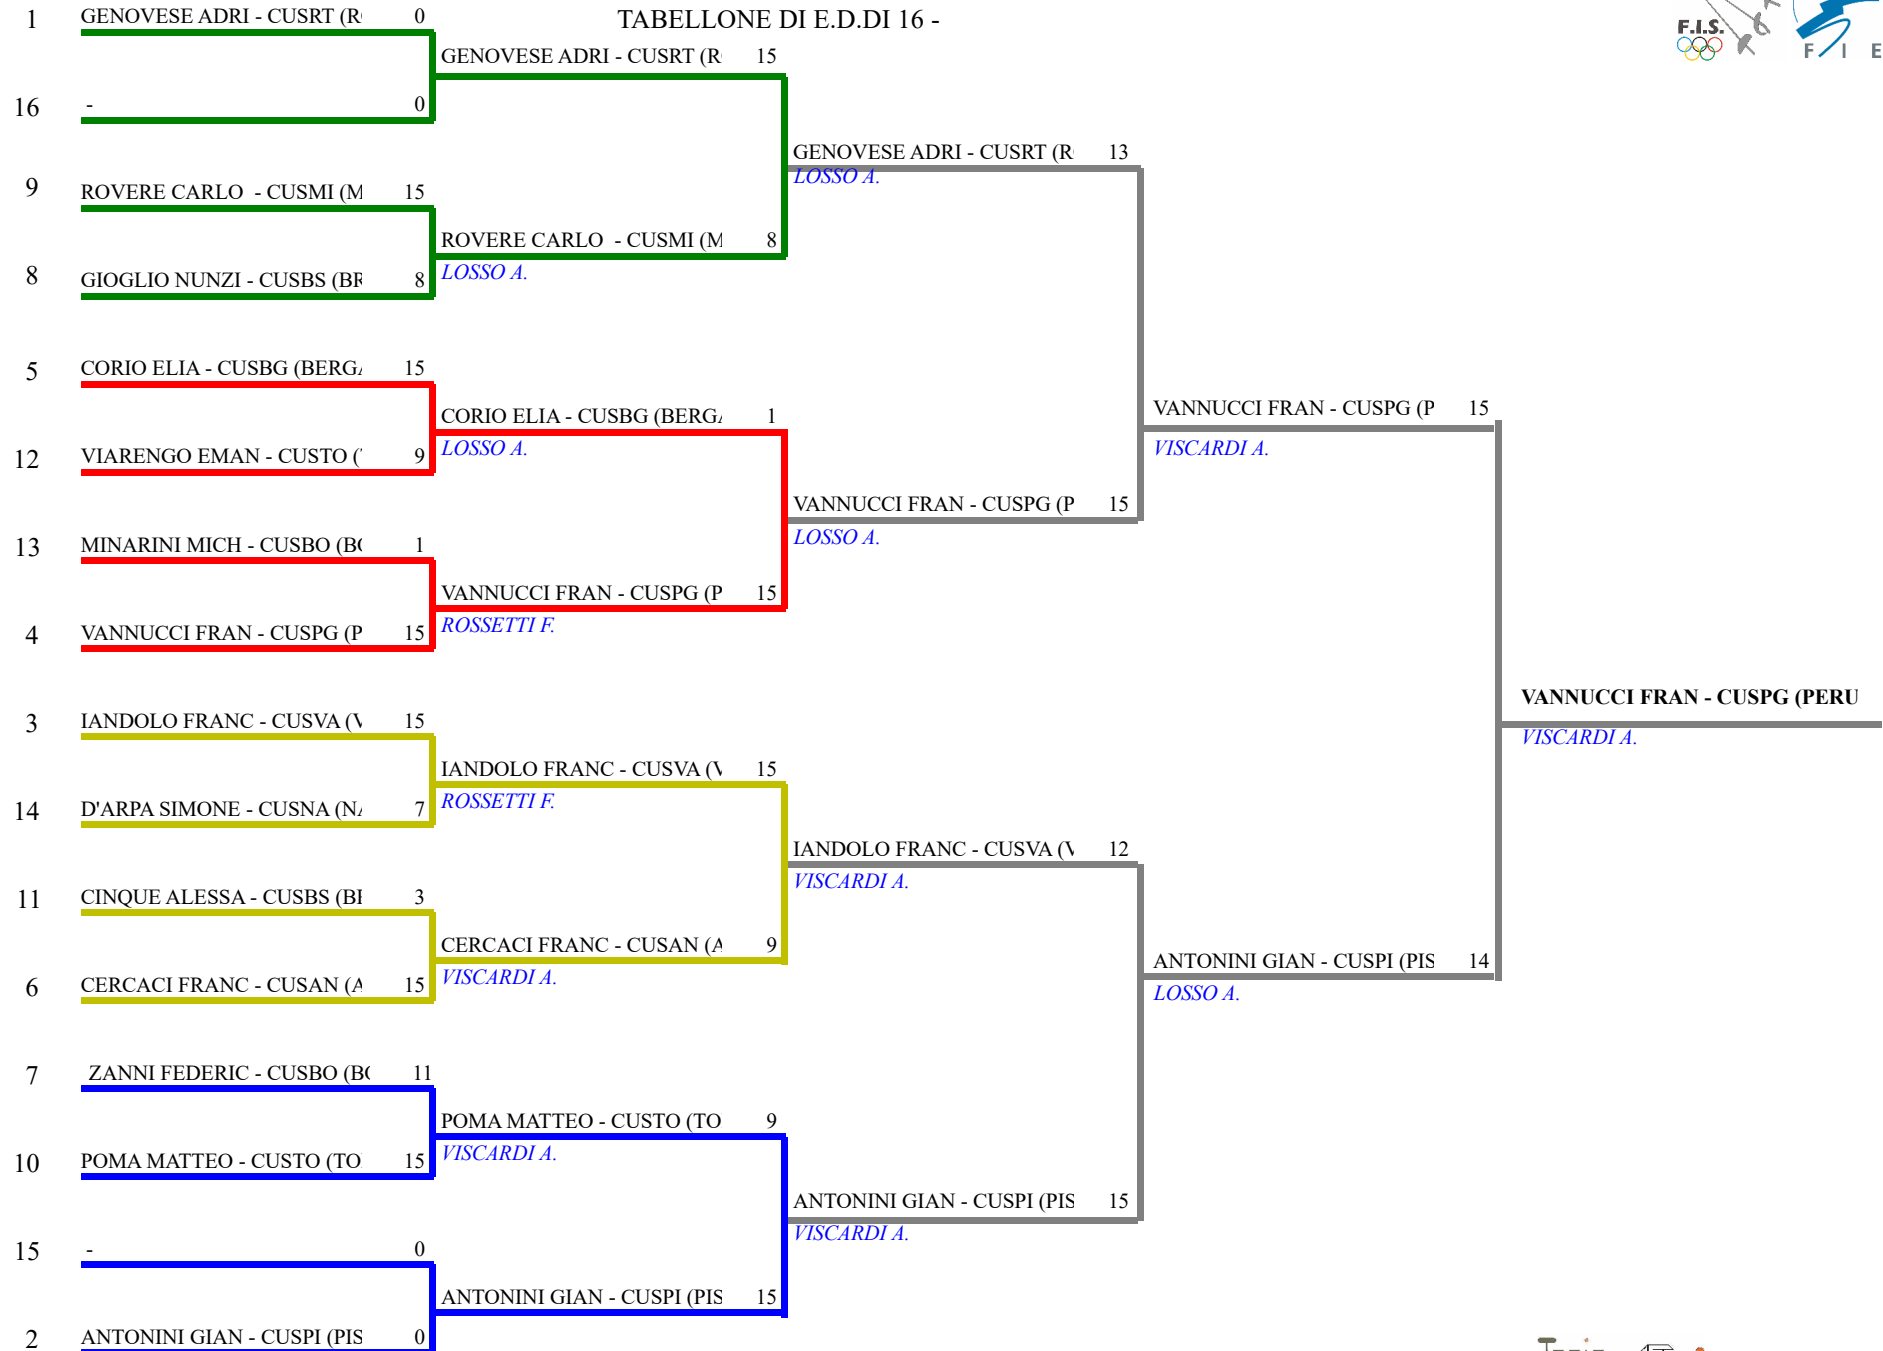 TABELLONE DI E.D.DI 16 -
F.I.S.
F I E
1 GENOVESE ADRI - CUSRT (R 0
GENOVESE ADRI - CUSRT (R 15
16 - 0
GENOVESE ADRI - CUSRT (R 13
LOSSO A.
9 ROVERE CARLO - CUSMI (M 15
ROVERE CARLO - CUSMI (M 8
LOSSO A.
8 GIOGLIO NUNZI - CUSBS (BR 8
5 CORIO ELIA - CUSBG (BERGA 15
CORIO ELIA - CUSBG (BERGA 1
LOSSO A.
VANNUCCI FRAN - CUSPG (P 15
VISCARDI A.
12 VIARENGO EMAN - CUSTO ( 9
VANNUCCI FRAN - CUSPG (P 15
LOSSO A.
13 MINARINI MICH - CUSBO (BO 1
VANNUCCI FRAN - CUSPG (P 15
ROSSETTI F.
4 VANNUCCI FRAN - CUSPG (P 15
VANNUCCI FRAN - CUSPG (PERU
VISCARDI A.
3 IANDOLO FRANC - CUSVA (V 15
IANDOLO FRANC - CUSVA (V 15
ROSSETTI F.
14 D'ARPA SIMONE - CUSNA (NA 7
IANDOLO FRANC - CUSVA (V 12
VISCARDI A.
11 CINQUE ALESSA - CUSBS (BR 3
CERCACI FRANC - CUSAN (A 9
VISCARDI A.
ANTONINI GIAN - CUSPI (PIS 14
LOSSO A.
6 CERCACI FRANC - CUSAN (A 15
7 ZANNI FEDERIC - CUSBO (BO 11
POMA MATTEO - CUSTO (TO 9
VISCARDI A.
10 POMA MATTEO - CUSTO (TO 15
ANTONINI GIAN - CUSPI (PIS 15
VISCARDI A.
15 - 0
ANTONINI GIAN - CUSPI (PIS 15
2 ANTONINI GIAN - CUSPI (PIS 0